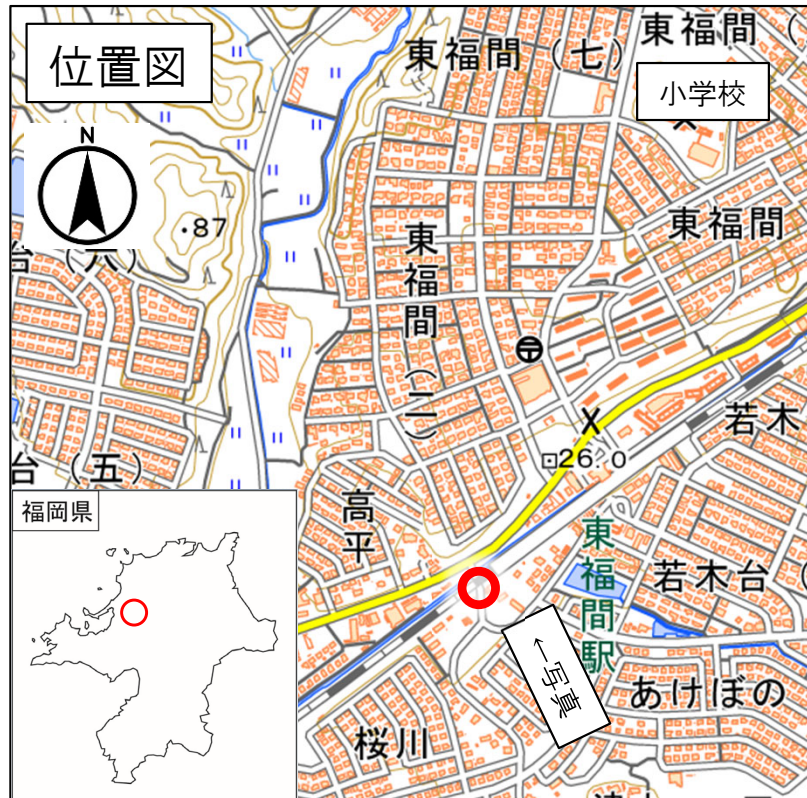 位置図
東福間(七)
東福間(
小学校
N
・87
東福間
台(六)
東福間(二)
〒
若木
X
26.0
台(五)
福岡県
高平
東福間駅
若木台(
←写真
あけぼの
桜川